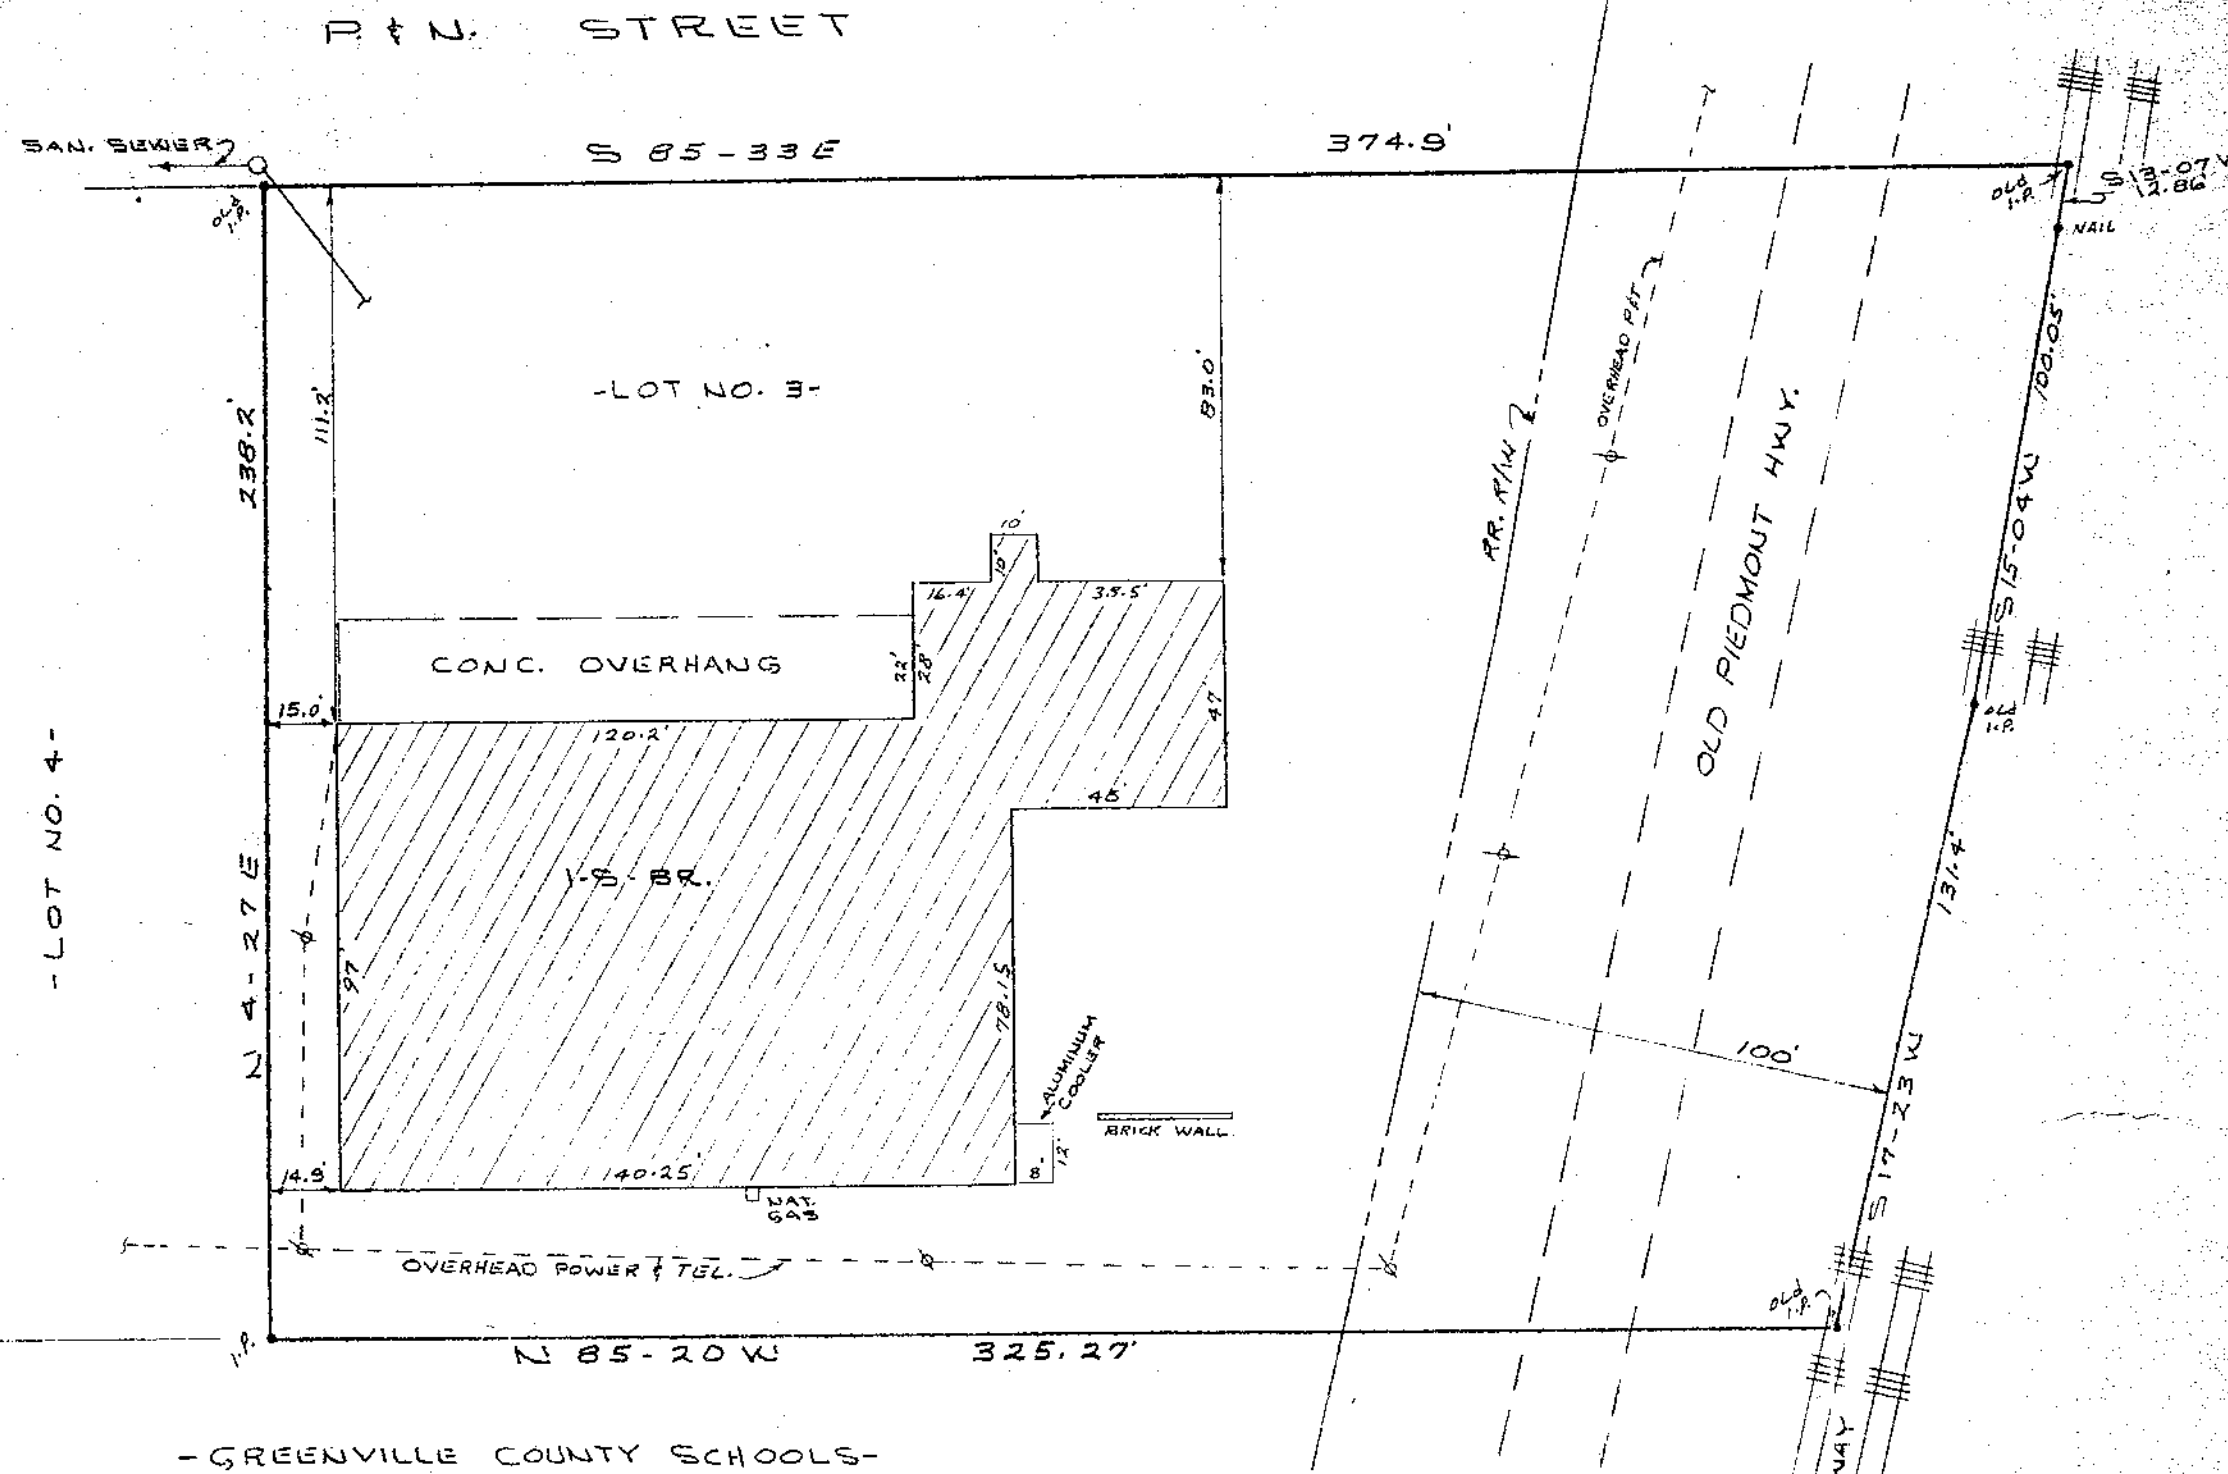 P. & N. STREET
SAN. SEWER
S 85-33 E
374.9'
OLD
I.P.
OLD
I.P.
S 13-07 W
12.86
NAIL
238.2'
N 4-27 E
111.2'
-LOT NO. 3-
83.0'
RR. R/W
OVERHEAD P&T
OLD PIEDMONT HWY.
100.05'
S 15-04 W
OLD
I.P.
131.4'
S 17-23 W
100'
10'
10'
16.4'
35.5'
CONC. OVERHANG
22'
28'
47'
15.0'
120.2'
45'
-LOT NO. 4-
1-S-BR.
97'
78.15
ALUMINUM
COOLER
BRICK WALL
12'
8'
14.9'
140.25'
NAT.
GAS
OVERHEAD POWER & TEL.
OLD
I.P.
I.P.
N 85-20 W
325.27'
WAY
-GREENVILLE COUNTY SCHOOLS-